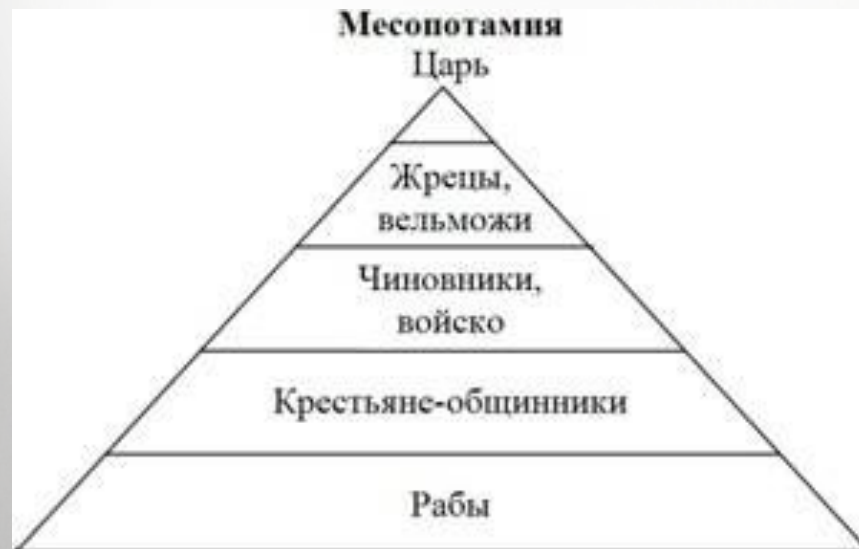 Месопотамия
Царь
Жрецы,
вельможи
Чиновники,
войско
Крестьяне-общинники
Рабы